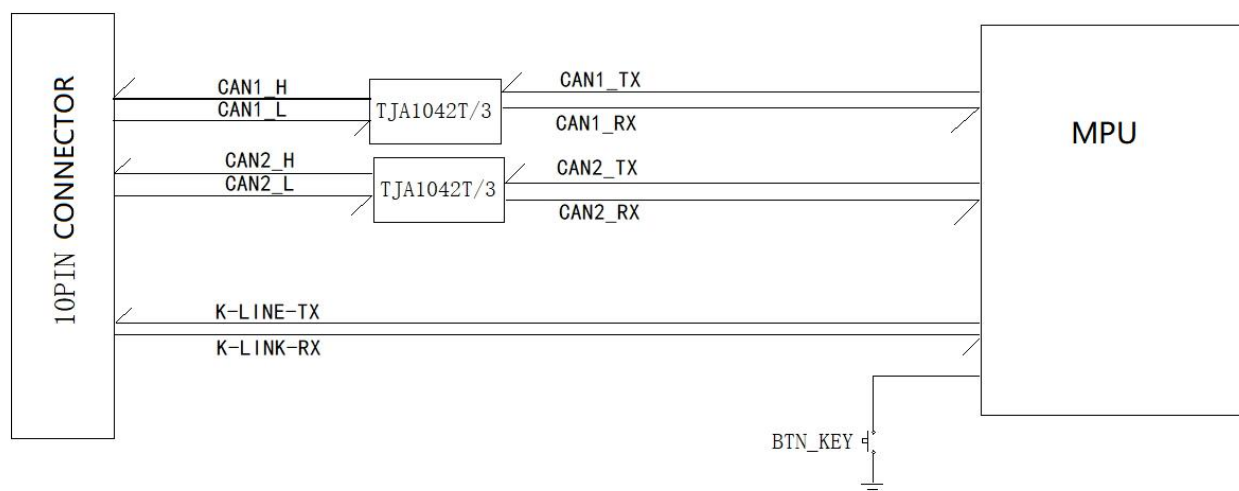 10PIN CONNECTOR
CAN1_H
CAN1_L
TJA1042T/3
CAN1_TX
CAN1_RX
MPU
CAN2_H
CAN2_L
TJA1042T/3
CAN2_TX
CAN2_RX
K-LINE-TX
K-LINK-RX
BTN_KEY